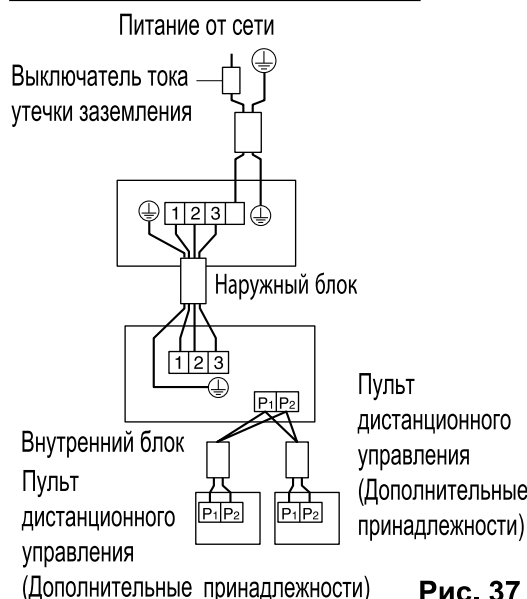 Питание от сети
Выключатель тока
утечки заземления
1 2 3
Наружный блок
1 2 3
P1 P2
Внутренний блок
Пульт
дистанционного
управления
(Дополнительные принадлежности)
P1 P2
P1 P2
Пульт
дистанционного
управления
(Дополнительные
принадлежности)
Рис. 37